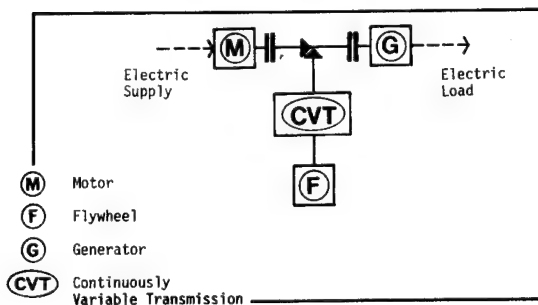 M
G
Electric
Supply
Electric
Load
CVT
F
M Motor
F Flywheel
G Generator
CVT Continuously
Variable Transmission